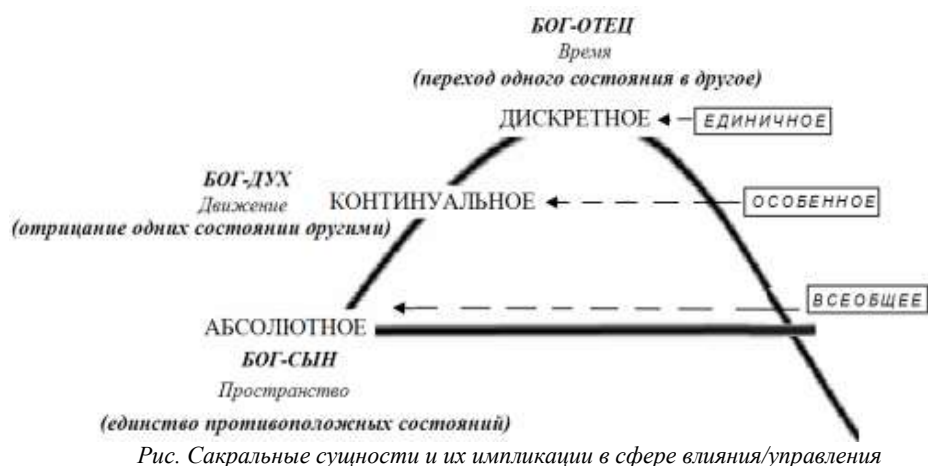 БОГ-ОТЕЦ
Время
(переход одного состояния в другое)
ДИСКРЕТНОЕ
ЕДИНИЧНОЕ
БОГ-ДУХ
Движение
(отрицание одних состоянии другими)
КОНТИНУАЛЬНОЕ
ОСОБЕННОЕ
ВСЕОБЩЕЕ
АБСОЛЮТНОЕ
БОГ-СЫН
Пространство
(единство противоположных состояний)
Рис. Сакральные сущности и их импликации в сфере влияния/управления